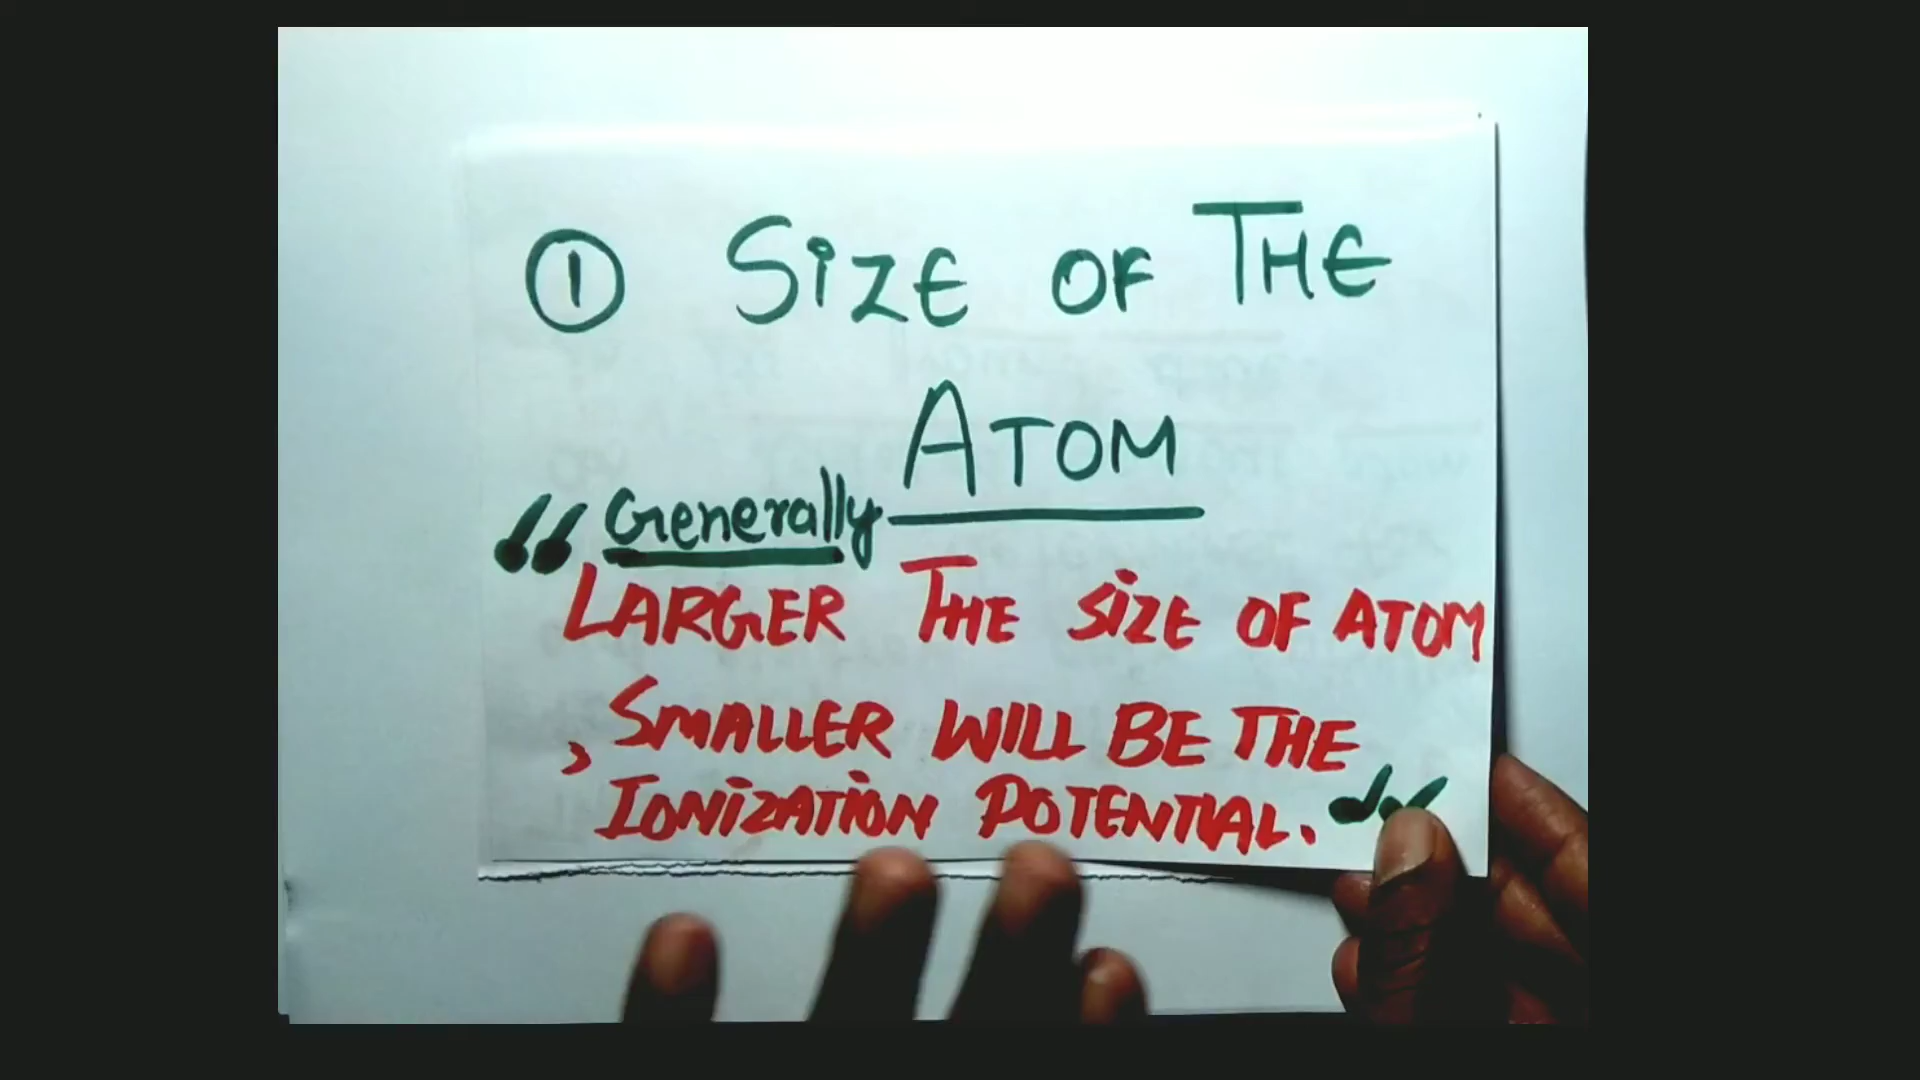 ① SIZE OF THE
ATOM
“ Generally
LARGER THE SIZE OF ATOM
, SMALLER WILL BE THE
IONIZATION POTENTIAL. ”